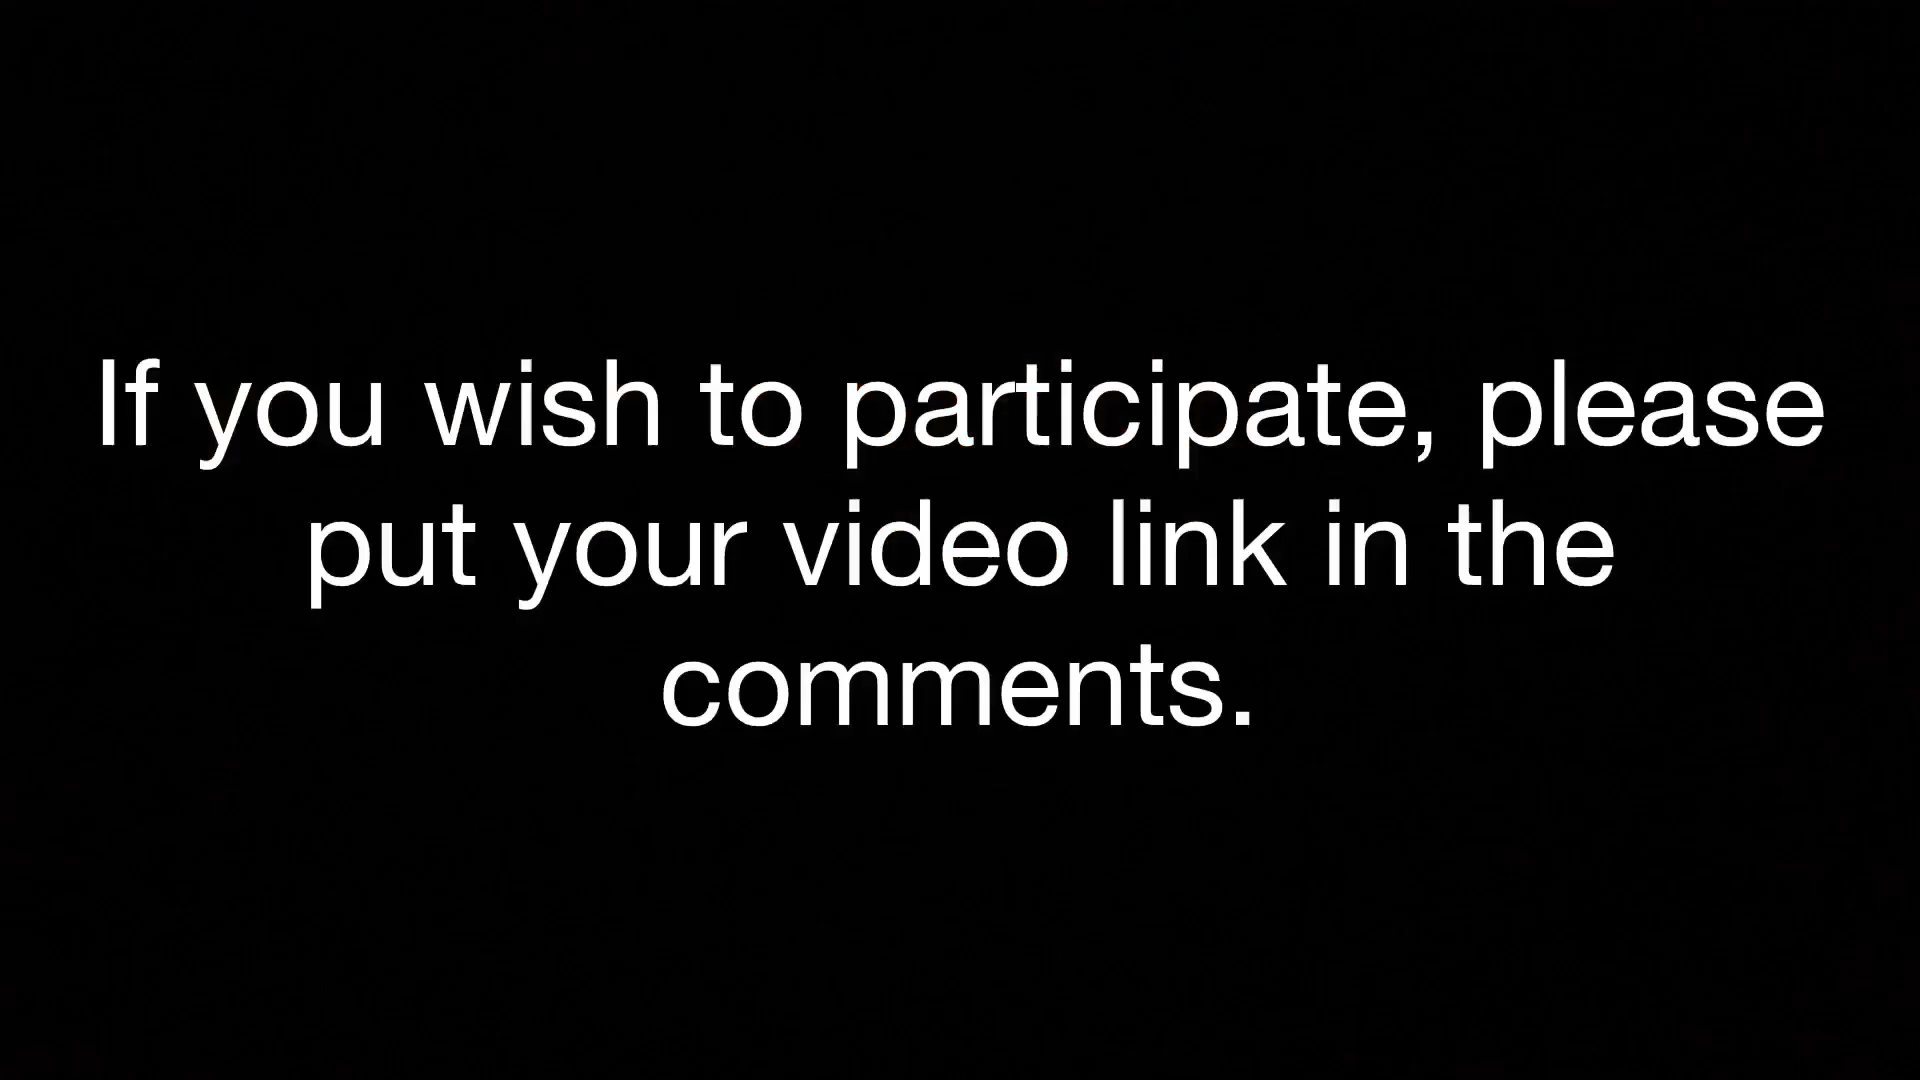 If you wish to participate, please
put your video link in the
comments.